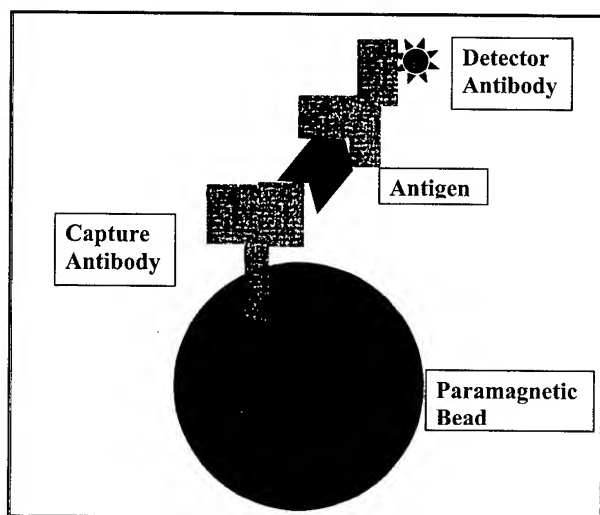 Detector
Antibody
Antigen
Capture
Antibody
Paramagnetic
Bead